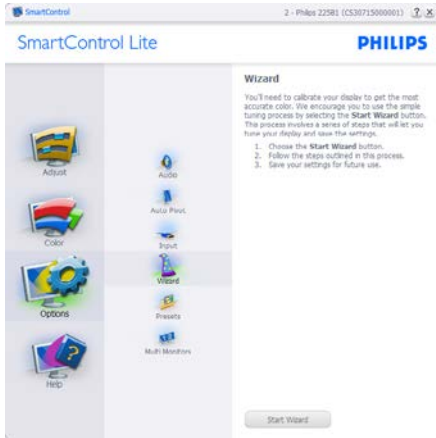 SmartControl
2 - Philips 225B1 (CS30715000001)
? X
SmartControl Lite
PHILIPS
Adjust
Color
Options
Help
Audio
Auto Pivot
Input
Wizard
Presets
Multi Monitors
Wizard
You'll need to calibrate your display to get the most
accurate color. We encourage you to use the simple
tuning process by selecting the Start Wizard button.
This process involves a series of steps that will let you
tune your display and save the settings.
1. Choose the Start Wizard button.
2. Follow the steps outlined in this process.
3. Save your settings for future use.
Start Wizard